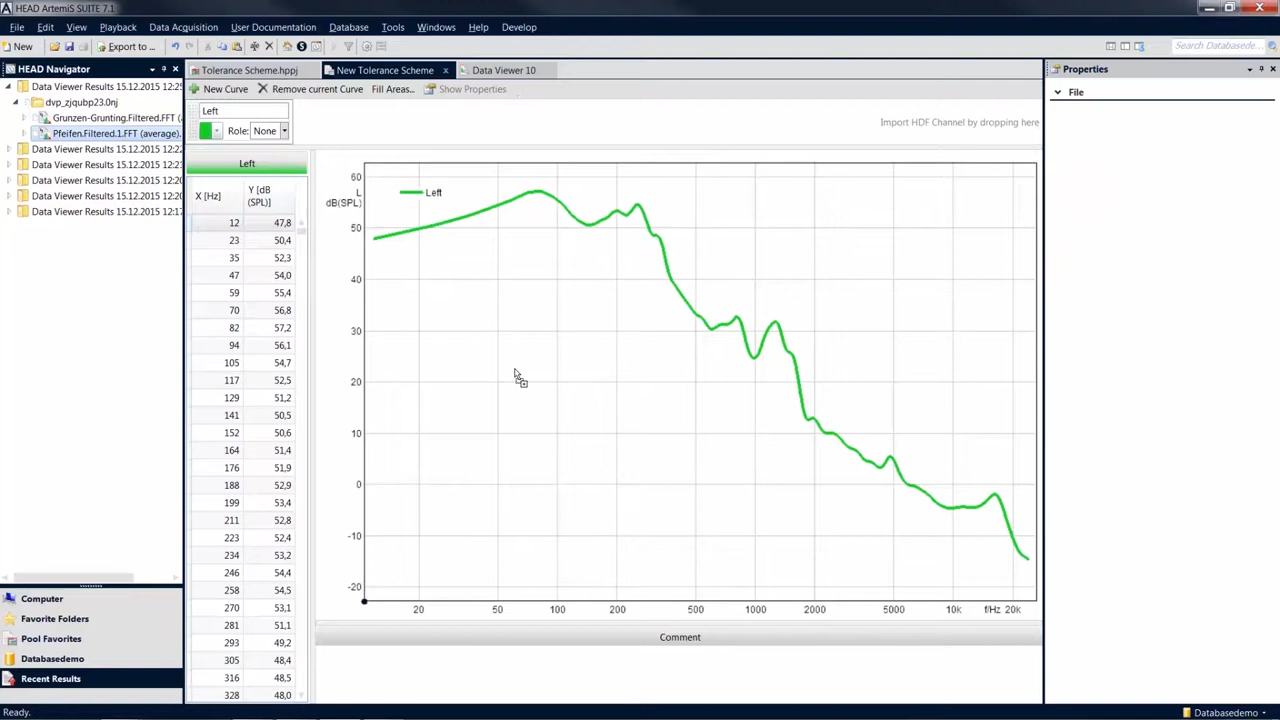 HEAD ArtemiS SUITE 7.1
File Edit View Playback Data Acquisition User Documentation Database Tools Windows Help Develop
New Export to ... Search Databasede...
HEAD Navigator
Tolerance Scheme.hppj New Tolerance Scheme x Data Viewer 10
Properties
Data Viewer Results 15.12.2015 12:25
dvp_zjqubp23.0nj
Grunzen-Grunting.Filtered.FFT (
Pfeifen.Filtered.1.FFT (average).
Data Viewer Results 15.12.2015 12:22
Data Viewer Results 15.12.2015 12:21
Data Viewer Results 15.12.2015 12:20
Data Viewer Results 15.12.2015 12:20
Data Viewer Results 15.12.2015 12:17
New Curve Remove current Curve Fill Areas... Show Properties
File
Left
Role: None
Import HDF Channel by dropping here
Left
X [Hz] Y [dB (SPL)]
12 47,8
23 50,4
35 52,3
47 54,0
59 55,4
70 56,8
82 57,2
94 56,1
105 54,7
117 52,5
129 51,2
141 50,5
152 50,6
164 51,4
176 51,9
188 52,9
199 53,4
211 52,8
223 52,4
234 53,2
246 54,4
258 54,5
270 53,1
281 51,1
293 49,2
305 48,4
316 48,5
328 48,0
60
L
dB(SPL)
50
40
30
20
10
0
-10
-20
Left
20 50 100 200 500 1000 2000 5000 10k f/Hz 20k
Comment
Computer
Favorite Folders
Pool Favorites
Databasedemo
Recent Results
Ready.
Databasedemo